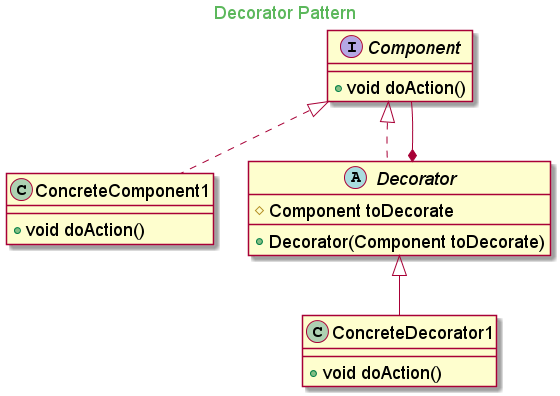 Decorator Pattern
I Component
void doAction()
C ConcreteComponent1
void doAction()
A Decorator
Component toDecorate
Decorator(Component toDecorate)
C ConcreteDecorator1
void doAction()